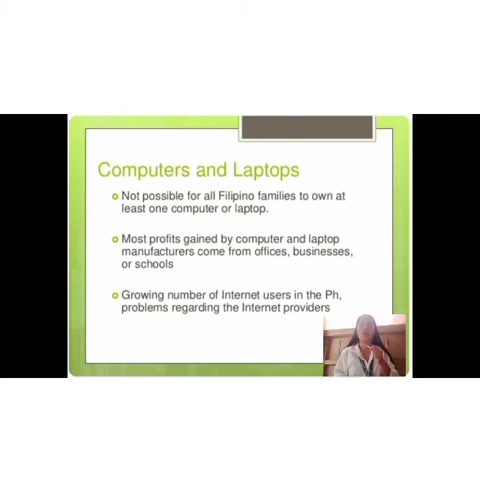 Computers and Laptops
Not possible for all Filipino families to own at
least one computer or laptop.
Most profits gained by computer and laptop
manufacturers come from offices, businesses,
or schools
Growing number of Internet users in the Ph,
problems regarding the Internet providers